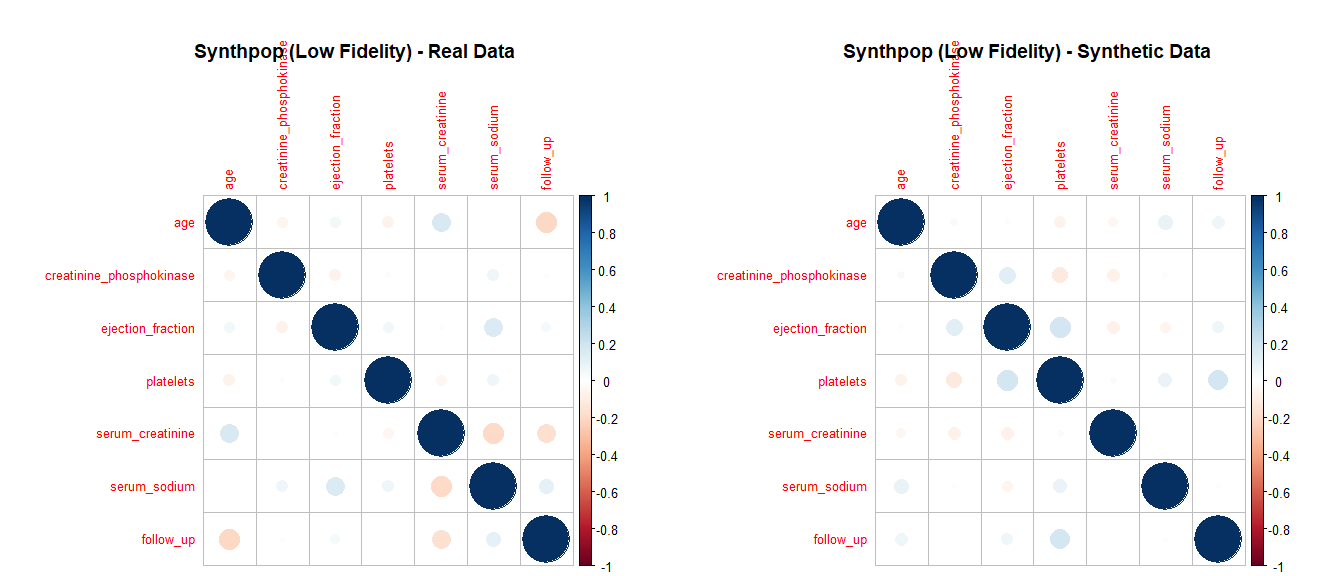 Synthpop (Low Fidelity) - Real Data
age
creatinine_phosphokinase
ejection_fraction
platelets
serum_creatinine
serum_sodium
follow_up
age
creatinine_phosphokinase
ejection_fraction
platelets
serum_creatinine
serum_sodium
follow_up
1
0.8
0.6
0.4
0.2
0
-0.2
-0.4
-0.6
-0.8
-1
Synthpop (Low Fidelity) - Synthetic Data
age
creatinine_phosphokinase
ejection_fraction
platelets
serum_creatinine
serum_sodium
follow_up
age
creatinine_phosphokinase
ejection_fraction
platelets
serum_creatinine
serum_sodium
follow_up
1
0.8
0.6
0.4
0.2
0
-0.2
-0.4
-0.6
-0.8
-1